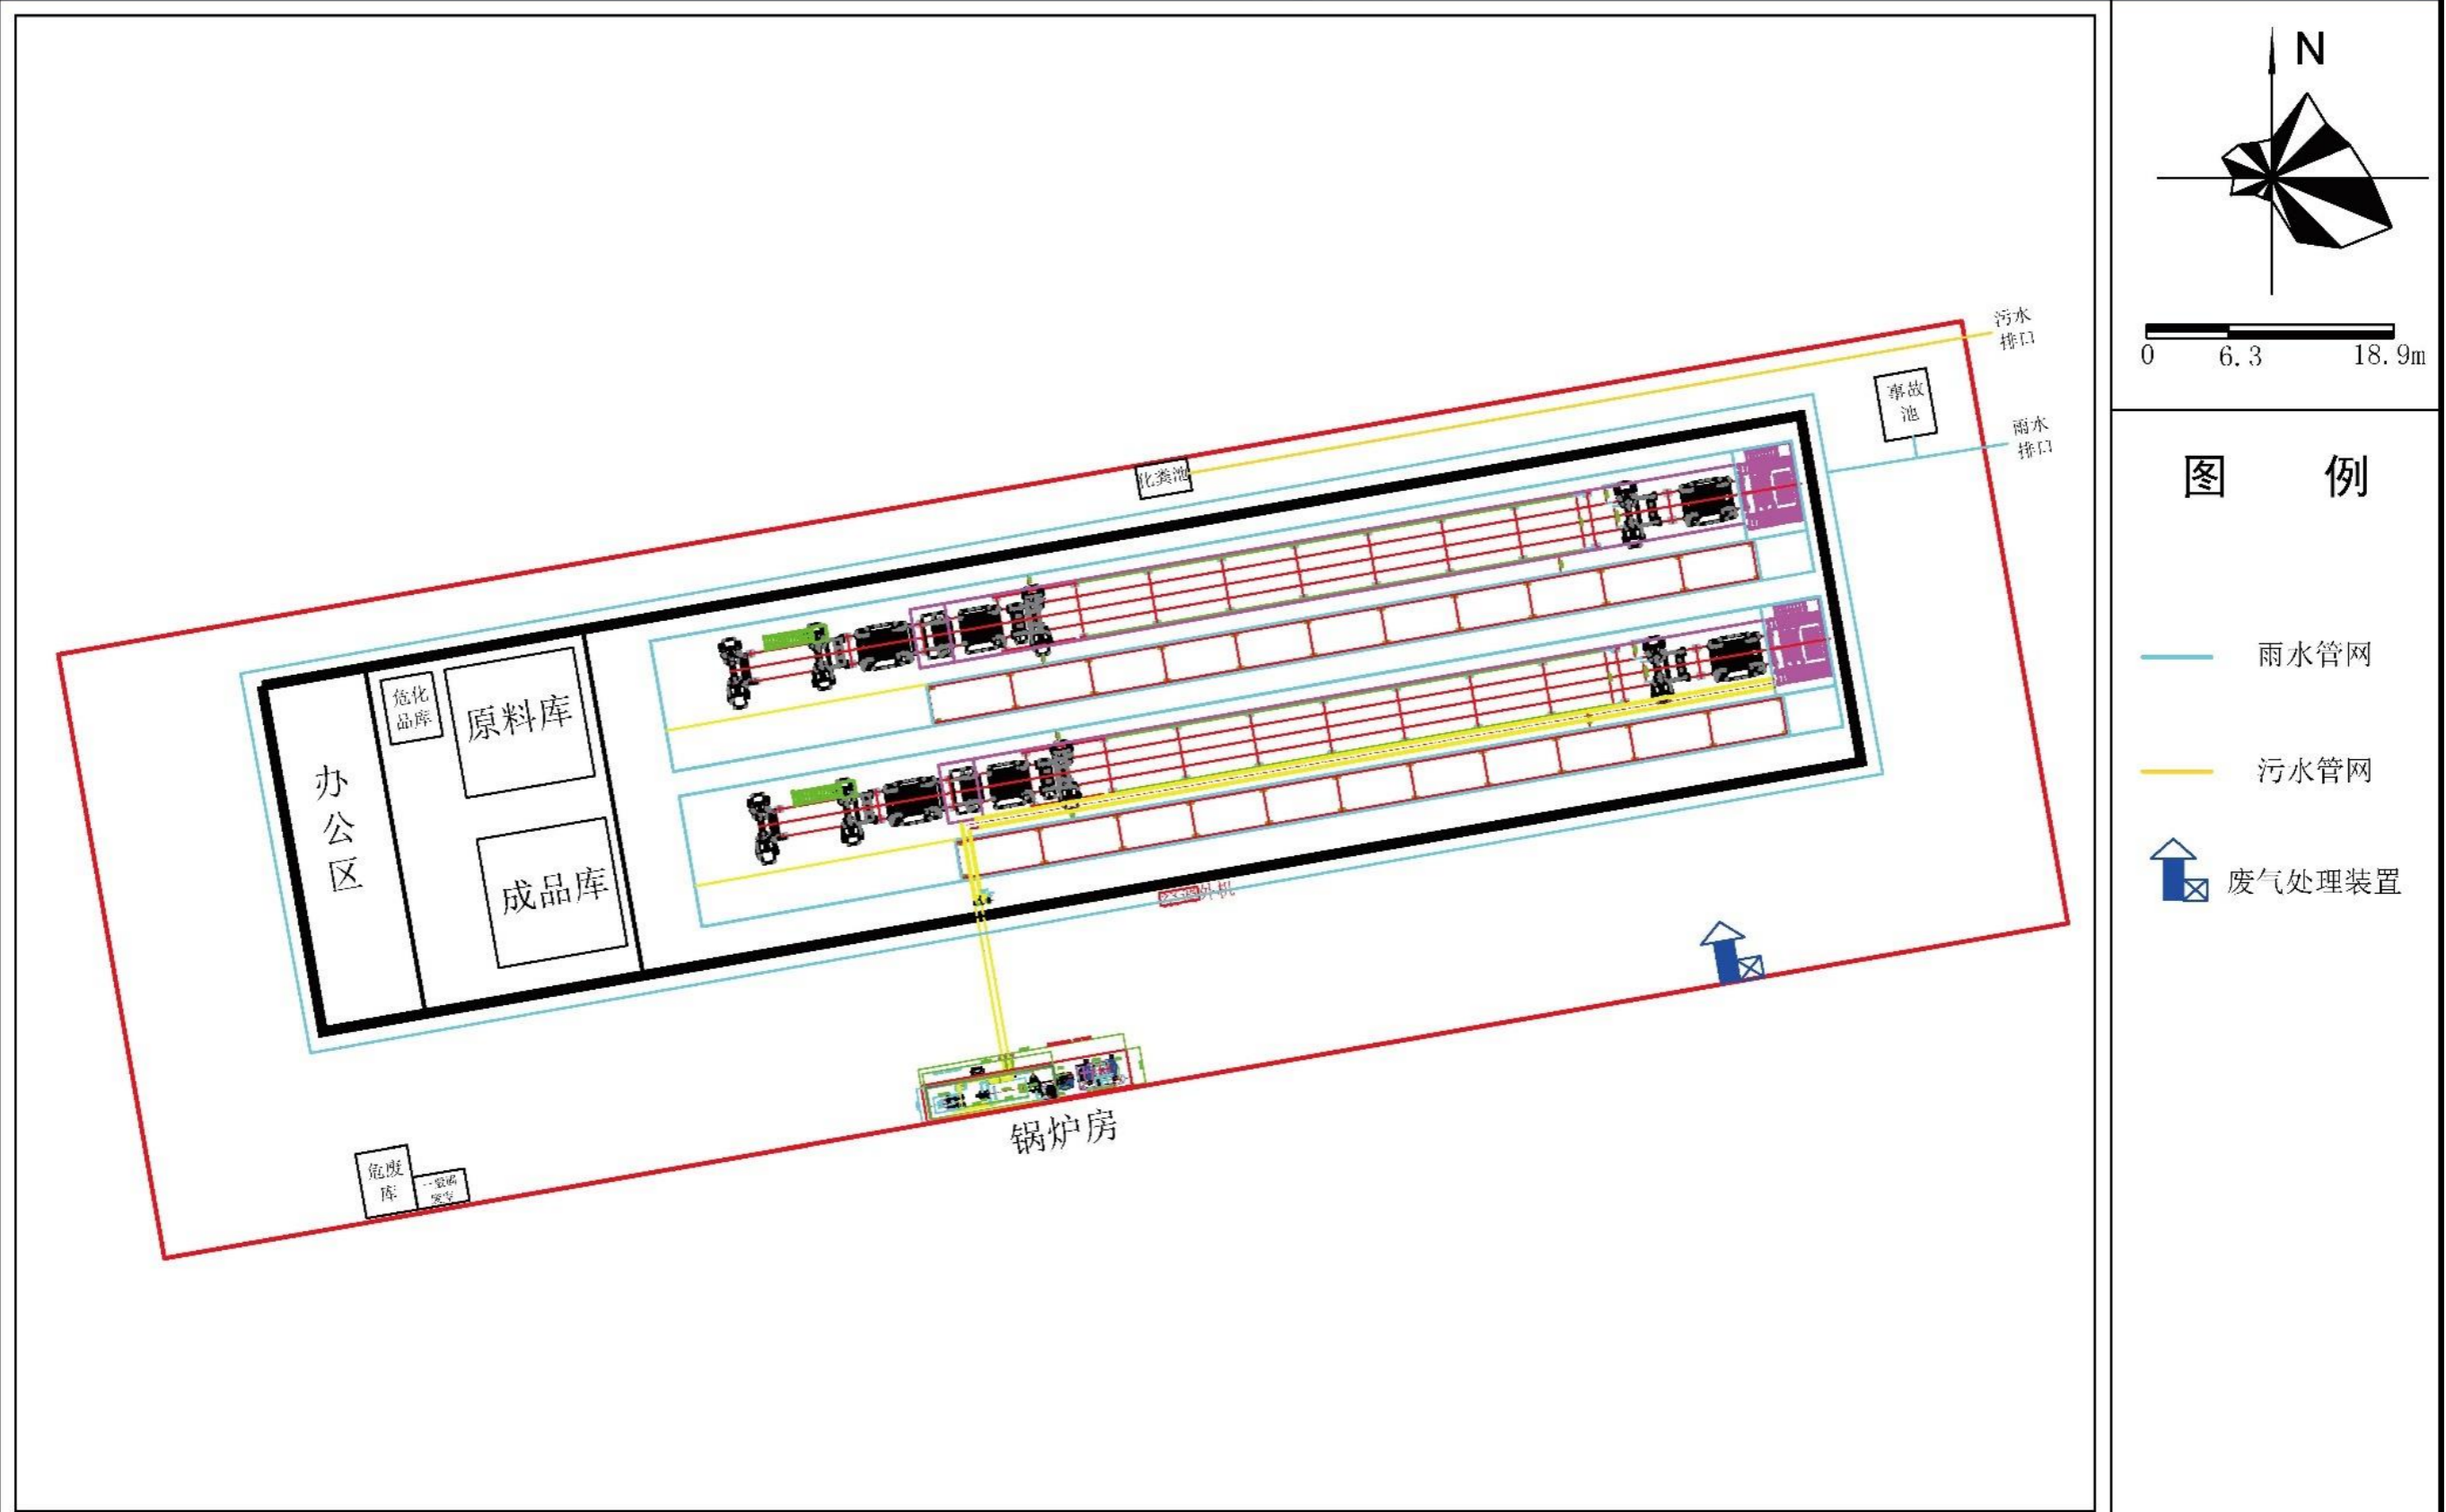 N
0 6.3 18.9m
图 例
雨水管网
污水管网
废气处理装置
污水
排口
事故
池
雨水
排口
化粪池
危化
品库
原料库
办
公
区
成品库
外机
锅炉房
危废
库